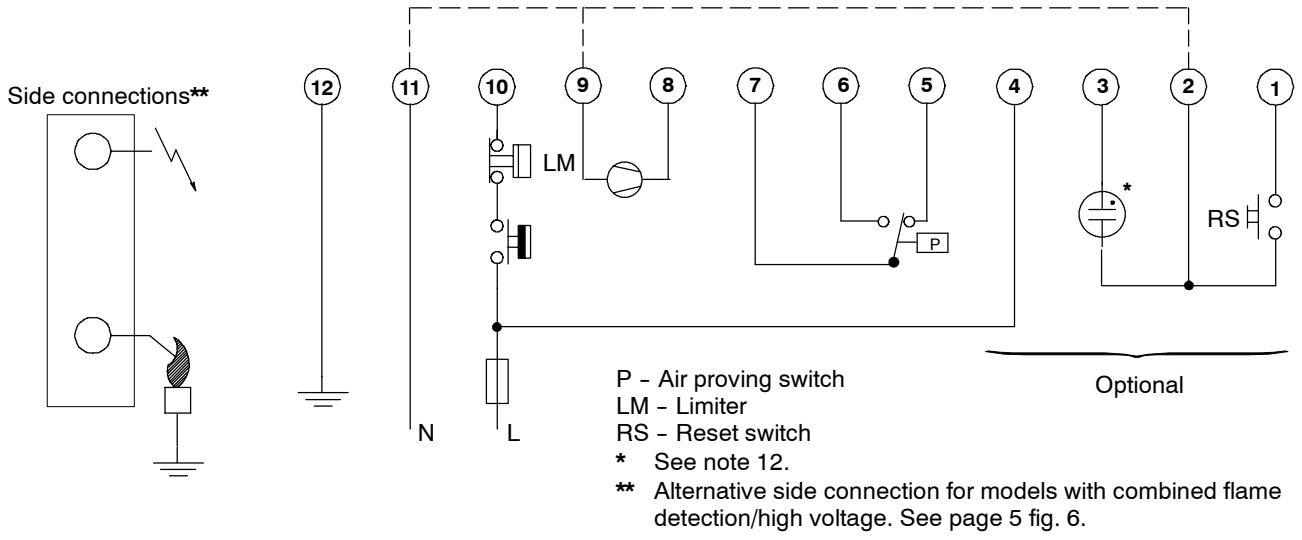 Side connections**
12 11 10 9 8 7 6 5 4 3 2 1
LM
*
RS
P
N
L
Optional
P – Air proving switch
LM – Limiter
RS – Reset switch
* See note 12.
** Alternative side connection for models with combined flame
detection/high voltage. See page 5 fig. 6.